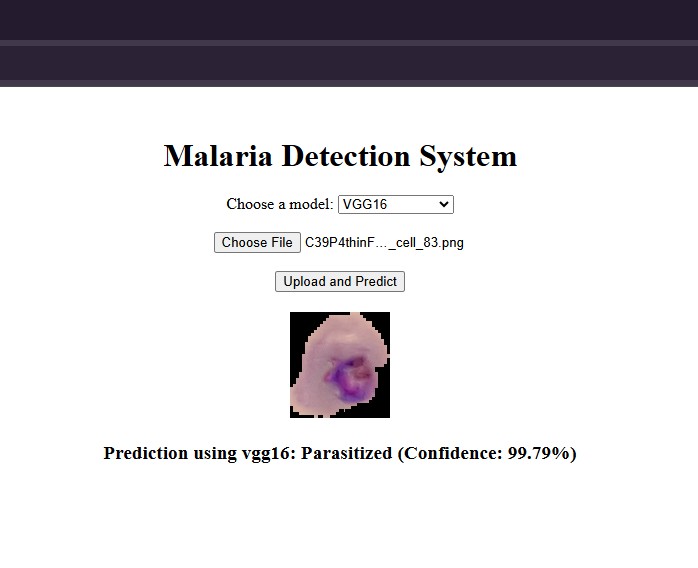 Malaria Detection System
Choose a model: VGG16
Choose File C39P4thinF..._cell_83.png
Upload and Predict
Prediction using vgg16: Parasitized (Confidence: 99.79%)